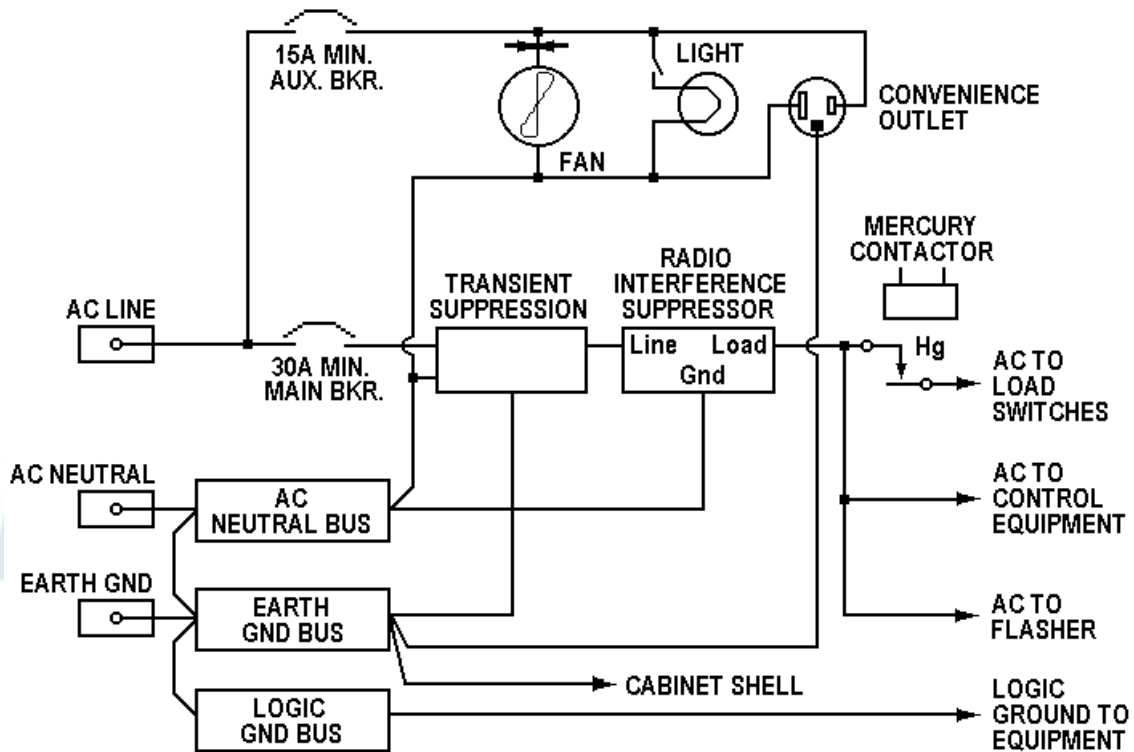 15A MIN.
AUX. BKR.
LIGHT
CONVENIENCE
OUTLET
FAN
MERCURY
CONTACTOR
RADIO
INTERFERENCE
SUPPRESSOR
TRANSIENT
SUPPRESSION
AC LINE
30A MIN.
MAIN BKR.
Line Load
Gnd
Hg
AC TO
LOAD
SWITCHES
AC NEUTRAL
AC
NEUTRAL BUS
AC TO
CONTROL
EQUIPMENT
EARTH GND
EARTH
GND BUS
AC TO
FLASHER
CABINET SHELL
LOGIC
GND BUS
LOGIC
GROUND TO
EQUIPMENT